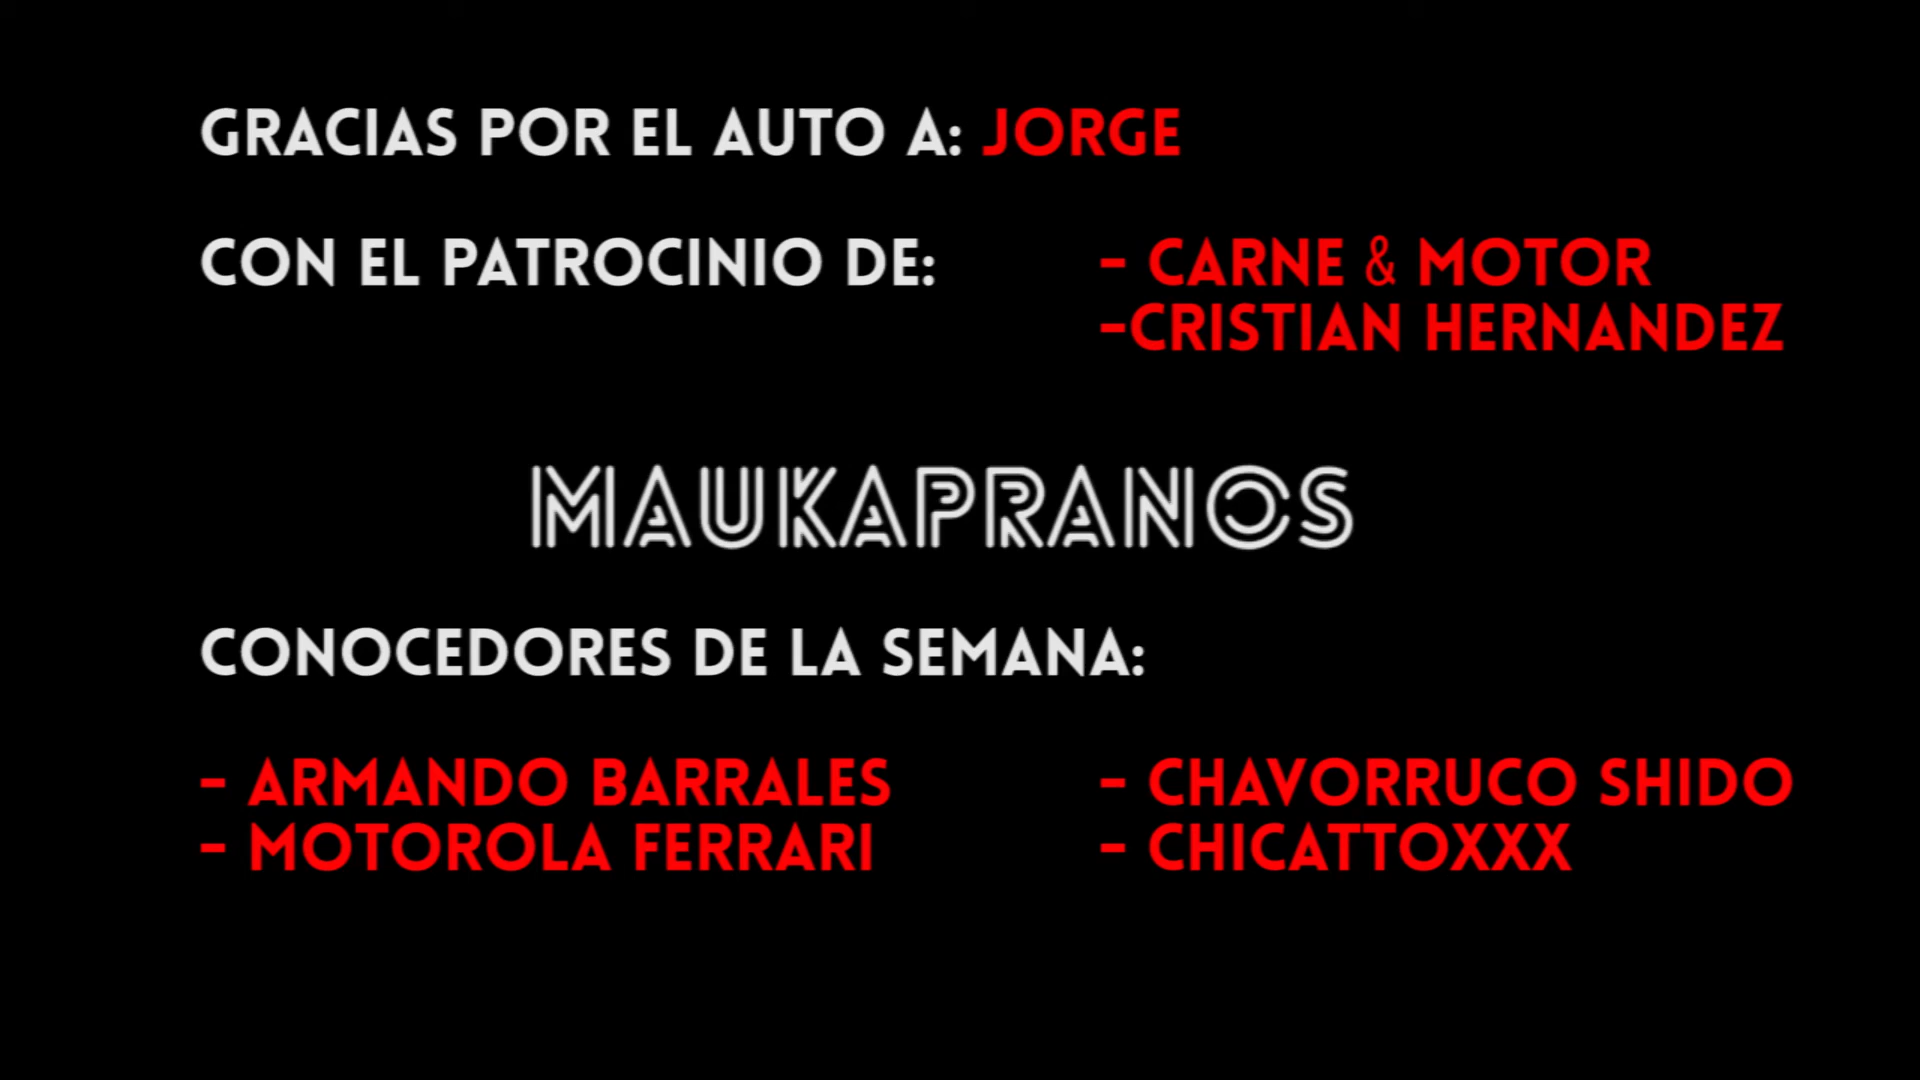 GRACIAS POR EL AUTO A: JORGE
CON EL PATROCINIO DE:
- CARNE & MOTOR
-CRISTIAN HERNANDEZ
MAUKAPRANOS
CONOCEDORES DE LA SEMANA:
- ARMANDO BARRALES
- MOTOROLA FERRARI
- CHAVORRUCO SHIDO
- CHICATTOXXX